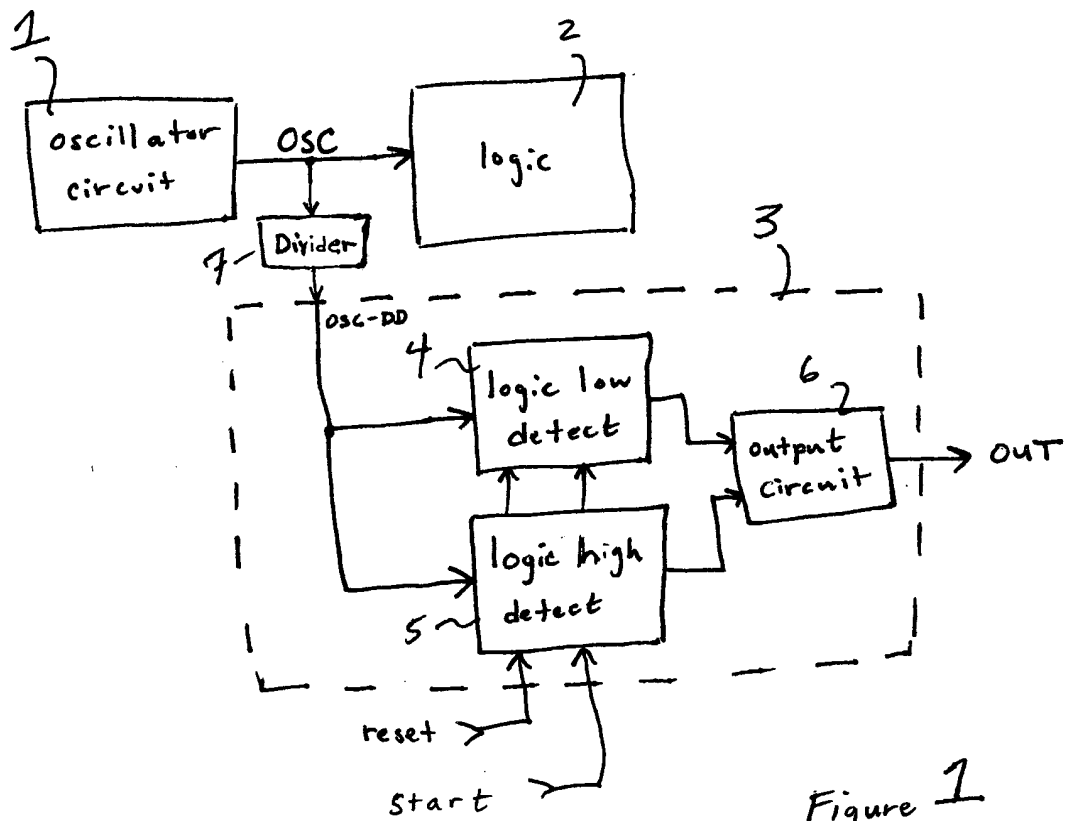 1
2
oscillator
circuit
OSC
logic
7
Divider
3
OSC-DD
4
logic low
detect
6
output
circuit
OUT
logic high
detect
5
reset
start
Figure 1